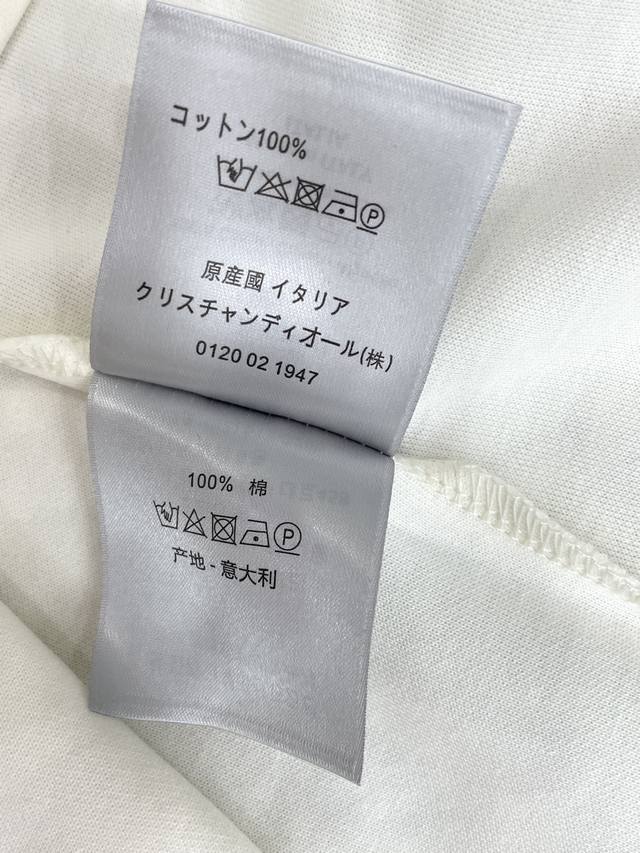 コットン100%
原産國 イタリア
クリスチャンディオール(株)
0120 02 1947
100% 棉
产地 - 意大利